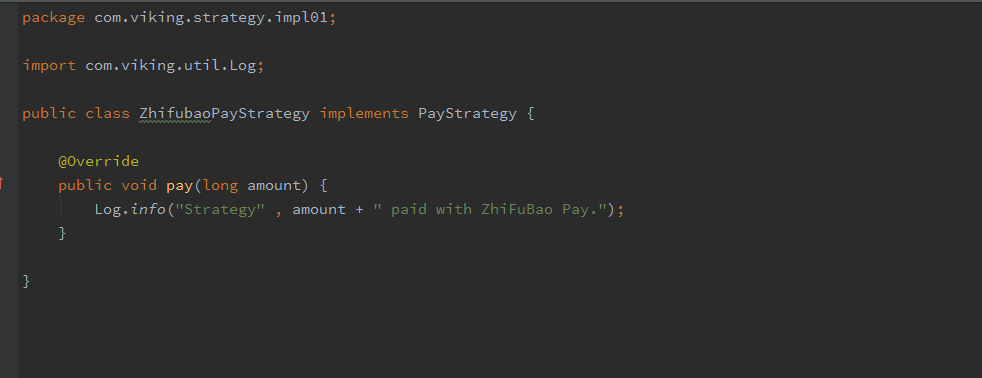 package com.viking.strategy.impl01;
import com.viking.util.Log;
public class ZhifubaoPayStrategy implements PayStrategy {
@Override
public void pay(long amount) {
Log.info("Strategy" , amount + " paid with ZhiFuBao Pay.");
}
}